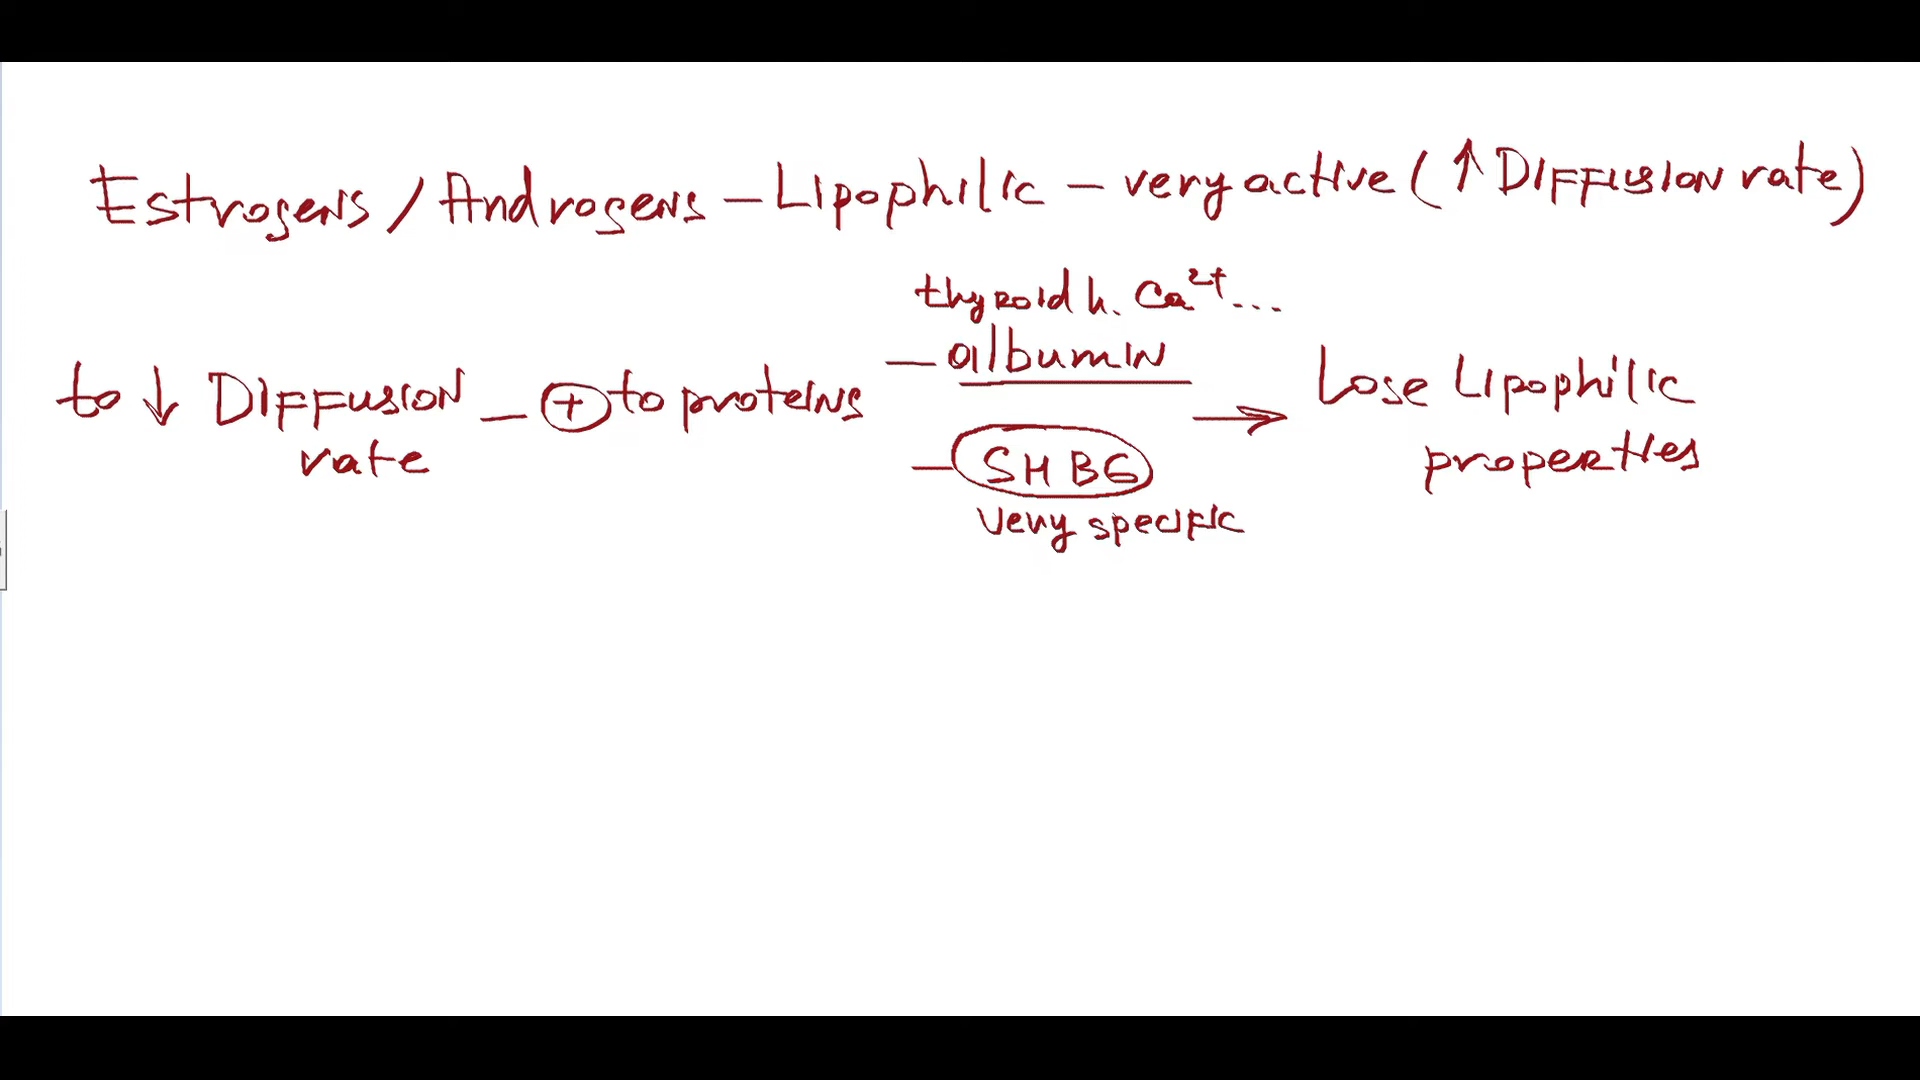 Estrogens / Androgens – Lipophilic – very active (↑ Diffusion rate)
thyroid h. Ca²⁺...
to ↓ Diffusion – ⊕ to proteins – albumin → Lose Lipophilic
rate – SHBG properties
very specific